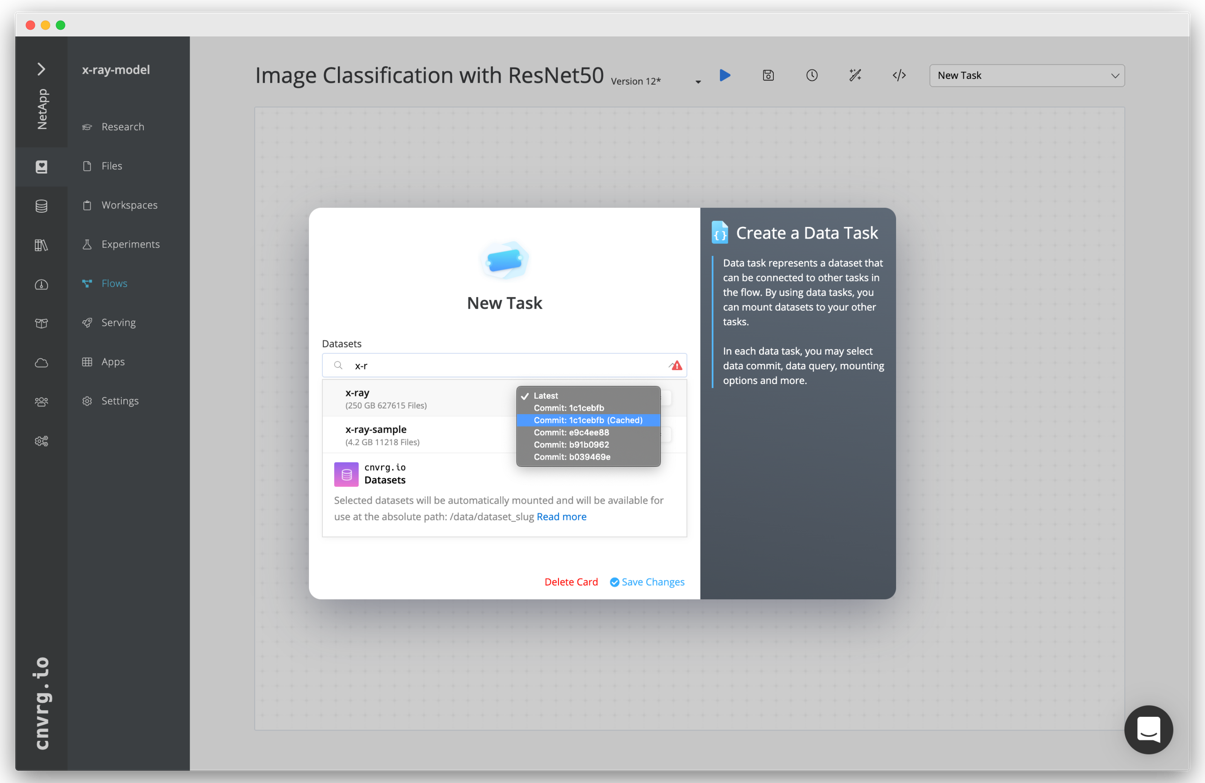 NetApp
cnvrg.io
x-ray-model
Research
Files
Workspaces
Experiments
Flows
Serving
Apps
Settings
Image Classification with ResNet50 Version 12*
New Task
New Task
Datasets
x-r
x-ray
(250 GB 627615 Files)
x-ray-sample
(4.2 GB 11218 Files)
Latest
Commit: 1c1cebfb
Commit: 1c1cebfb (Cached)
Commit: e9c4ee88
Commit: b91b0962
Commit: b039469e
cnvrg.io
Datasets
Selected datasets will be automatically mounted and will be available for
use at the absolute path: /data/dataset_slug Read more
Delete Card Save Changes
Create a Data Task
Data task represents a dataset that
can be connected to other tasks in
the flow. By using data tasks, you
can mount datasets to your other
tasks.
In each data task, you may select
data commit, data query, mounting
options and more.